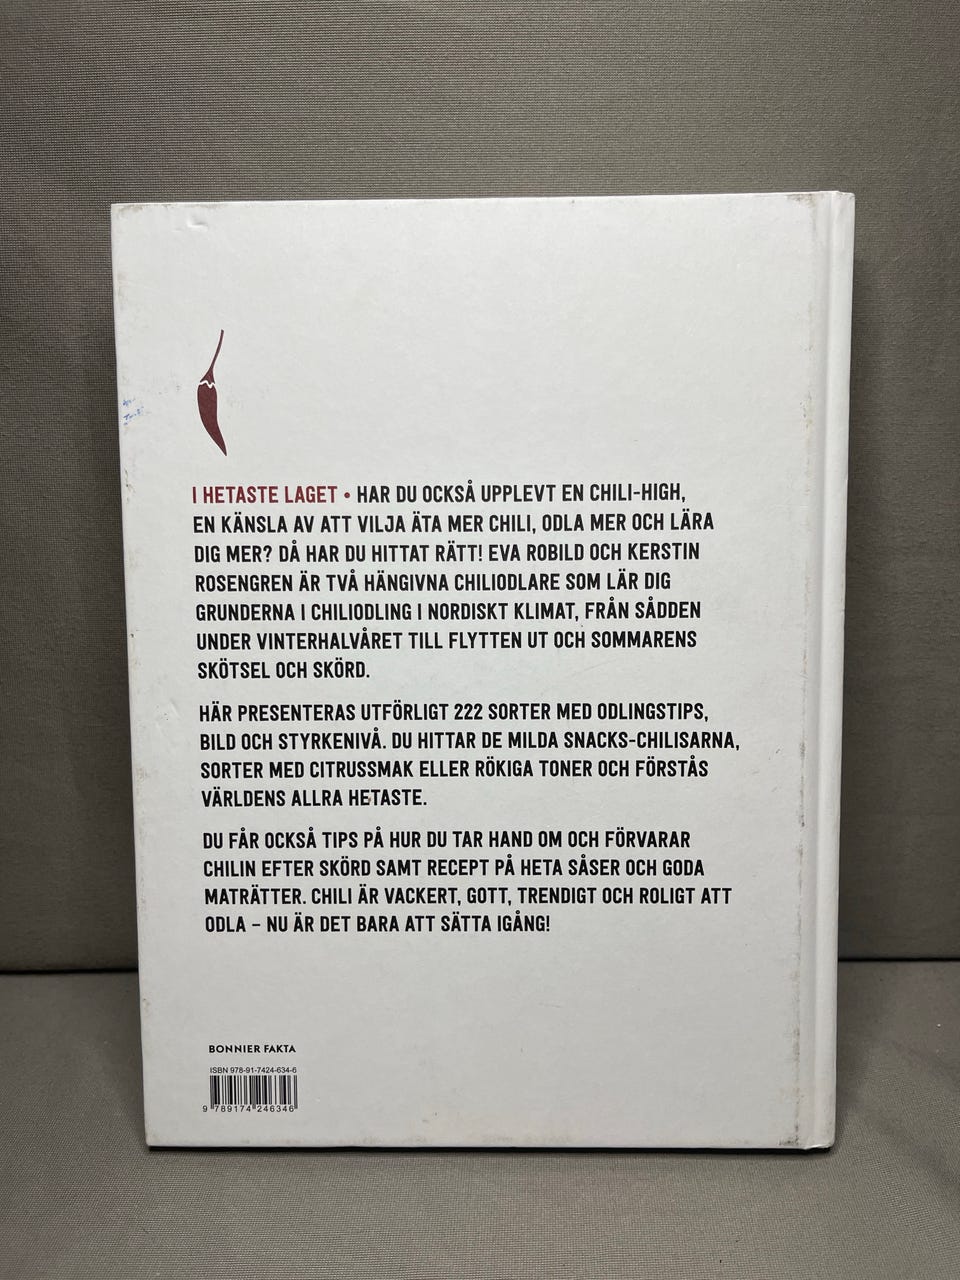 I HETASTE LAGET • HAR DU OCKSÅ UPPLEVT EN CHILI-HIGH,
EN KÄNSLA AV ATT VILJA ÄTA MER CHILI, ODLA MER OCH LÄRA
DIG MER? DÅ HAR DU HITTAT RÄTT! EVA ROBILD OCH KERSTIN
ROSENGREN ÄR TVÅ HÄNGIVNA CHILIODLARE SOM LÄR DIG
GRUNDERNA I CHILIODLING I NORDISKT KLIMAT, FRÅN SÅDDEN
UNDER VINTERHALVÅRET TILL FLYTTEN UT OCH SOMMARENS
SKÖTSEL OCH SKÖRD.
HÄR PRESENTERAS UTFÖRLIGT 222 SORTER MED ODLINGSTIPS,
BILD OCH STYRKENIVÅ. DU HITTAR DE MILDA SNACKS-CHILISARNA,
SORTER MED CITRUSSMAK ELLER RÖKIGA TONER OCH FÖRSTÅS
VÄRLDENS ALLRA HETASTE.
DU FÅR OCKSÅ TIPS PÅ HUR DU TAR HAND OM OCH FÖRVARAR
CHILIN EFTER SKÖRD SAMT RECEPT PÅ HETA SÅSER OCH GODA
MATRÄTTER. CHILI ÄR VACKERT, GOTT, TRENDIGT OCH ROLIGT ATT
ODLA – NU ÄR DET BARA ATT SÄTTA IGÅNG!
BONNIER FAKTA
ISBN 978-91-7424-634-6
9 789174 246346